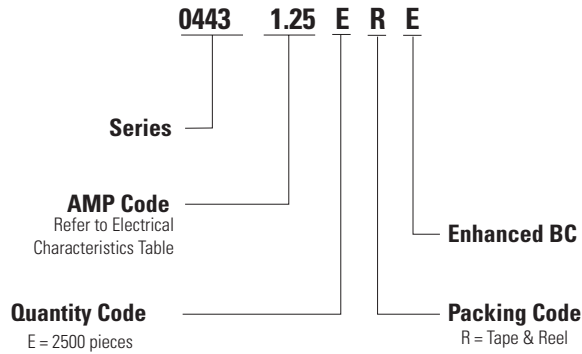 0443 1.25 E R E
Series
AMP Code
Refer to Electrical
Characteristics Table
Enhanced BC
Quantity Code
E = 2500 pieces
Packing Code
R = Tape & Reel